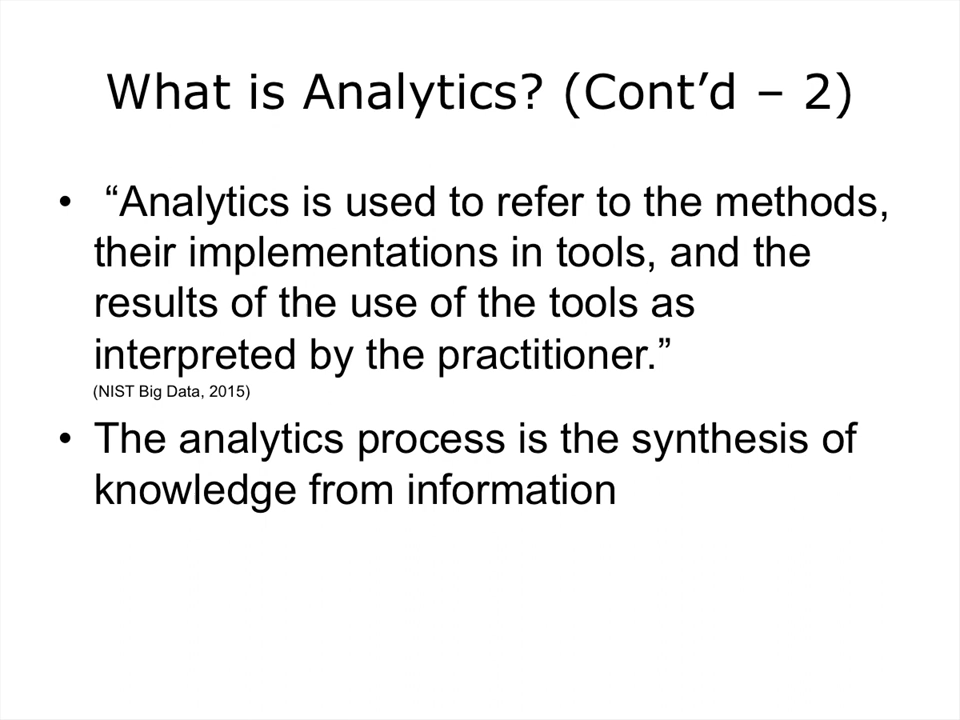 What is Analytics? (Cont’d – 2)
• “Analytics is used to refer to the methods,
their implementations in tools, and the
results of the use of the tools as
interpreted by the practitioner.”
(NIST Big Data, 2015)
• The analytics process is the synthesis of
knowledge from information